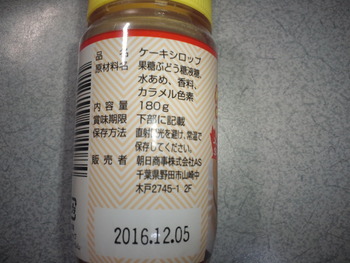 品 名 ケーキシロップ
原材料名 果糖ぶどう糖液糖、
水あめ、香料、
カラメル色素
内容量 180g
賞味期限 下部に記載
保存方法 直射日光を避け、常温で
保存してください。
販売者 朝日商事株式会社AS
千葉県野田市山崎中
木戸2745-1 2F
2016.12.05